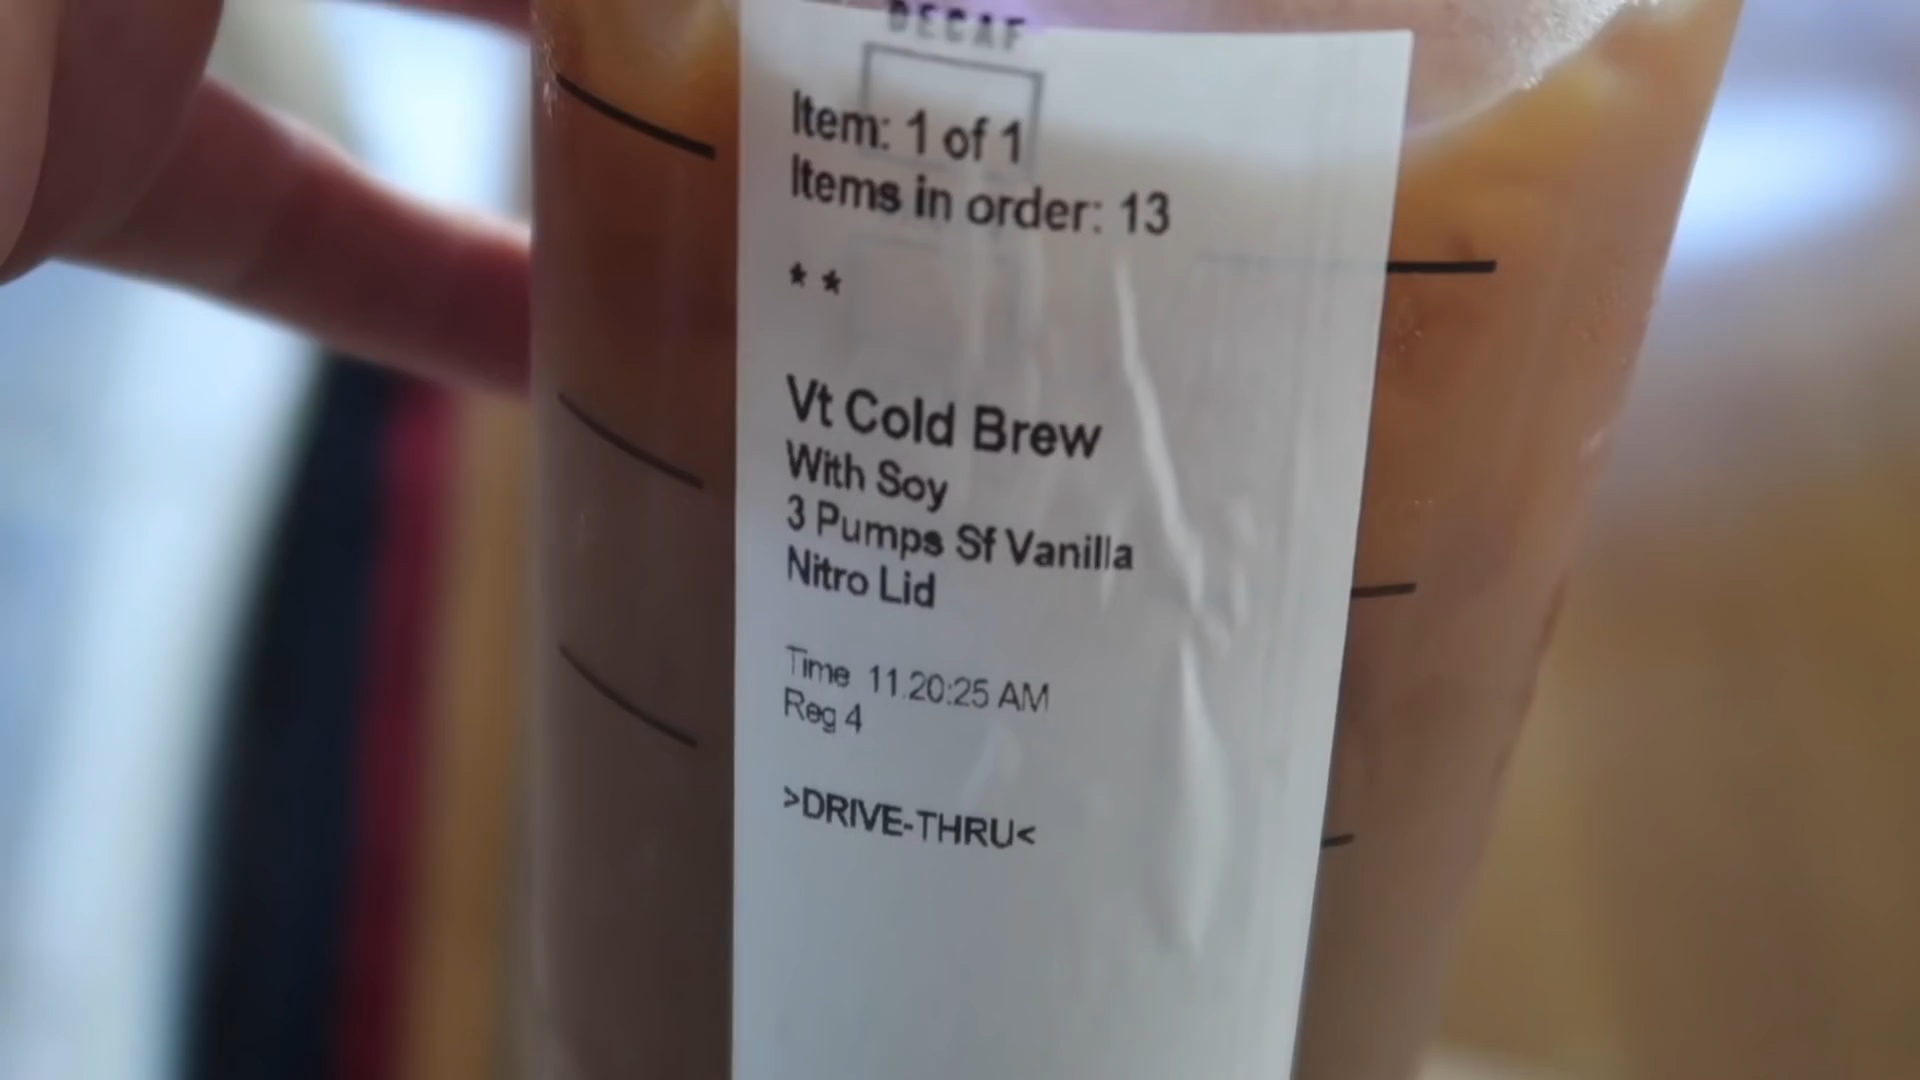 DECAF
Item: 1 of 1
Items in order: 13
**
Vt Cold Brew
With Soy
3 Pumps Sf Vanilla
Nitro Lid
Time 11:20:25 AM
Reg 4
>DRIVE-THRU<